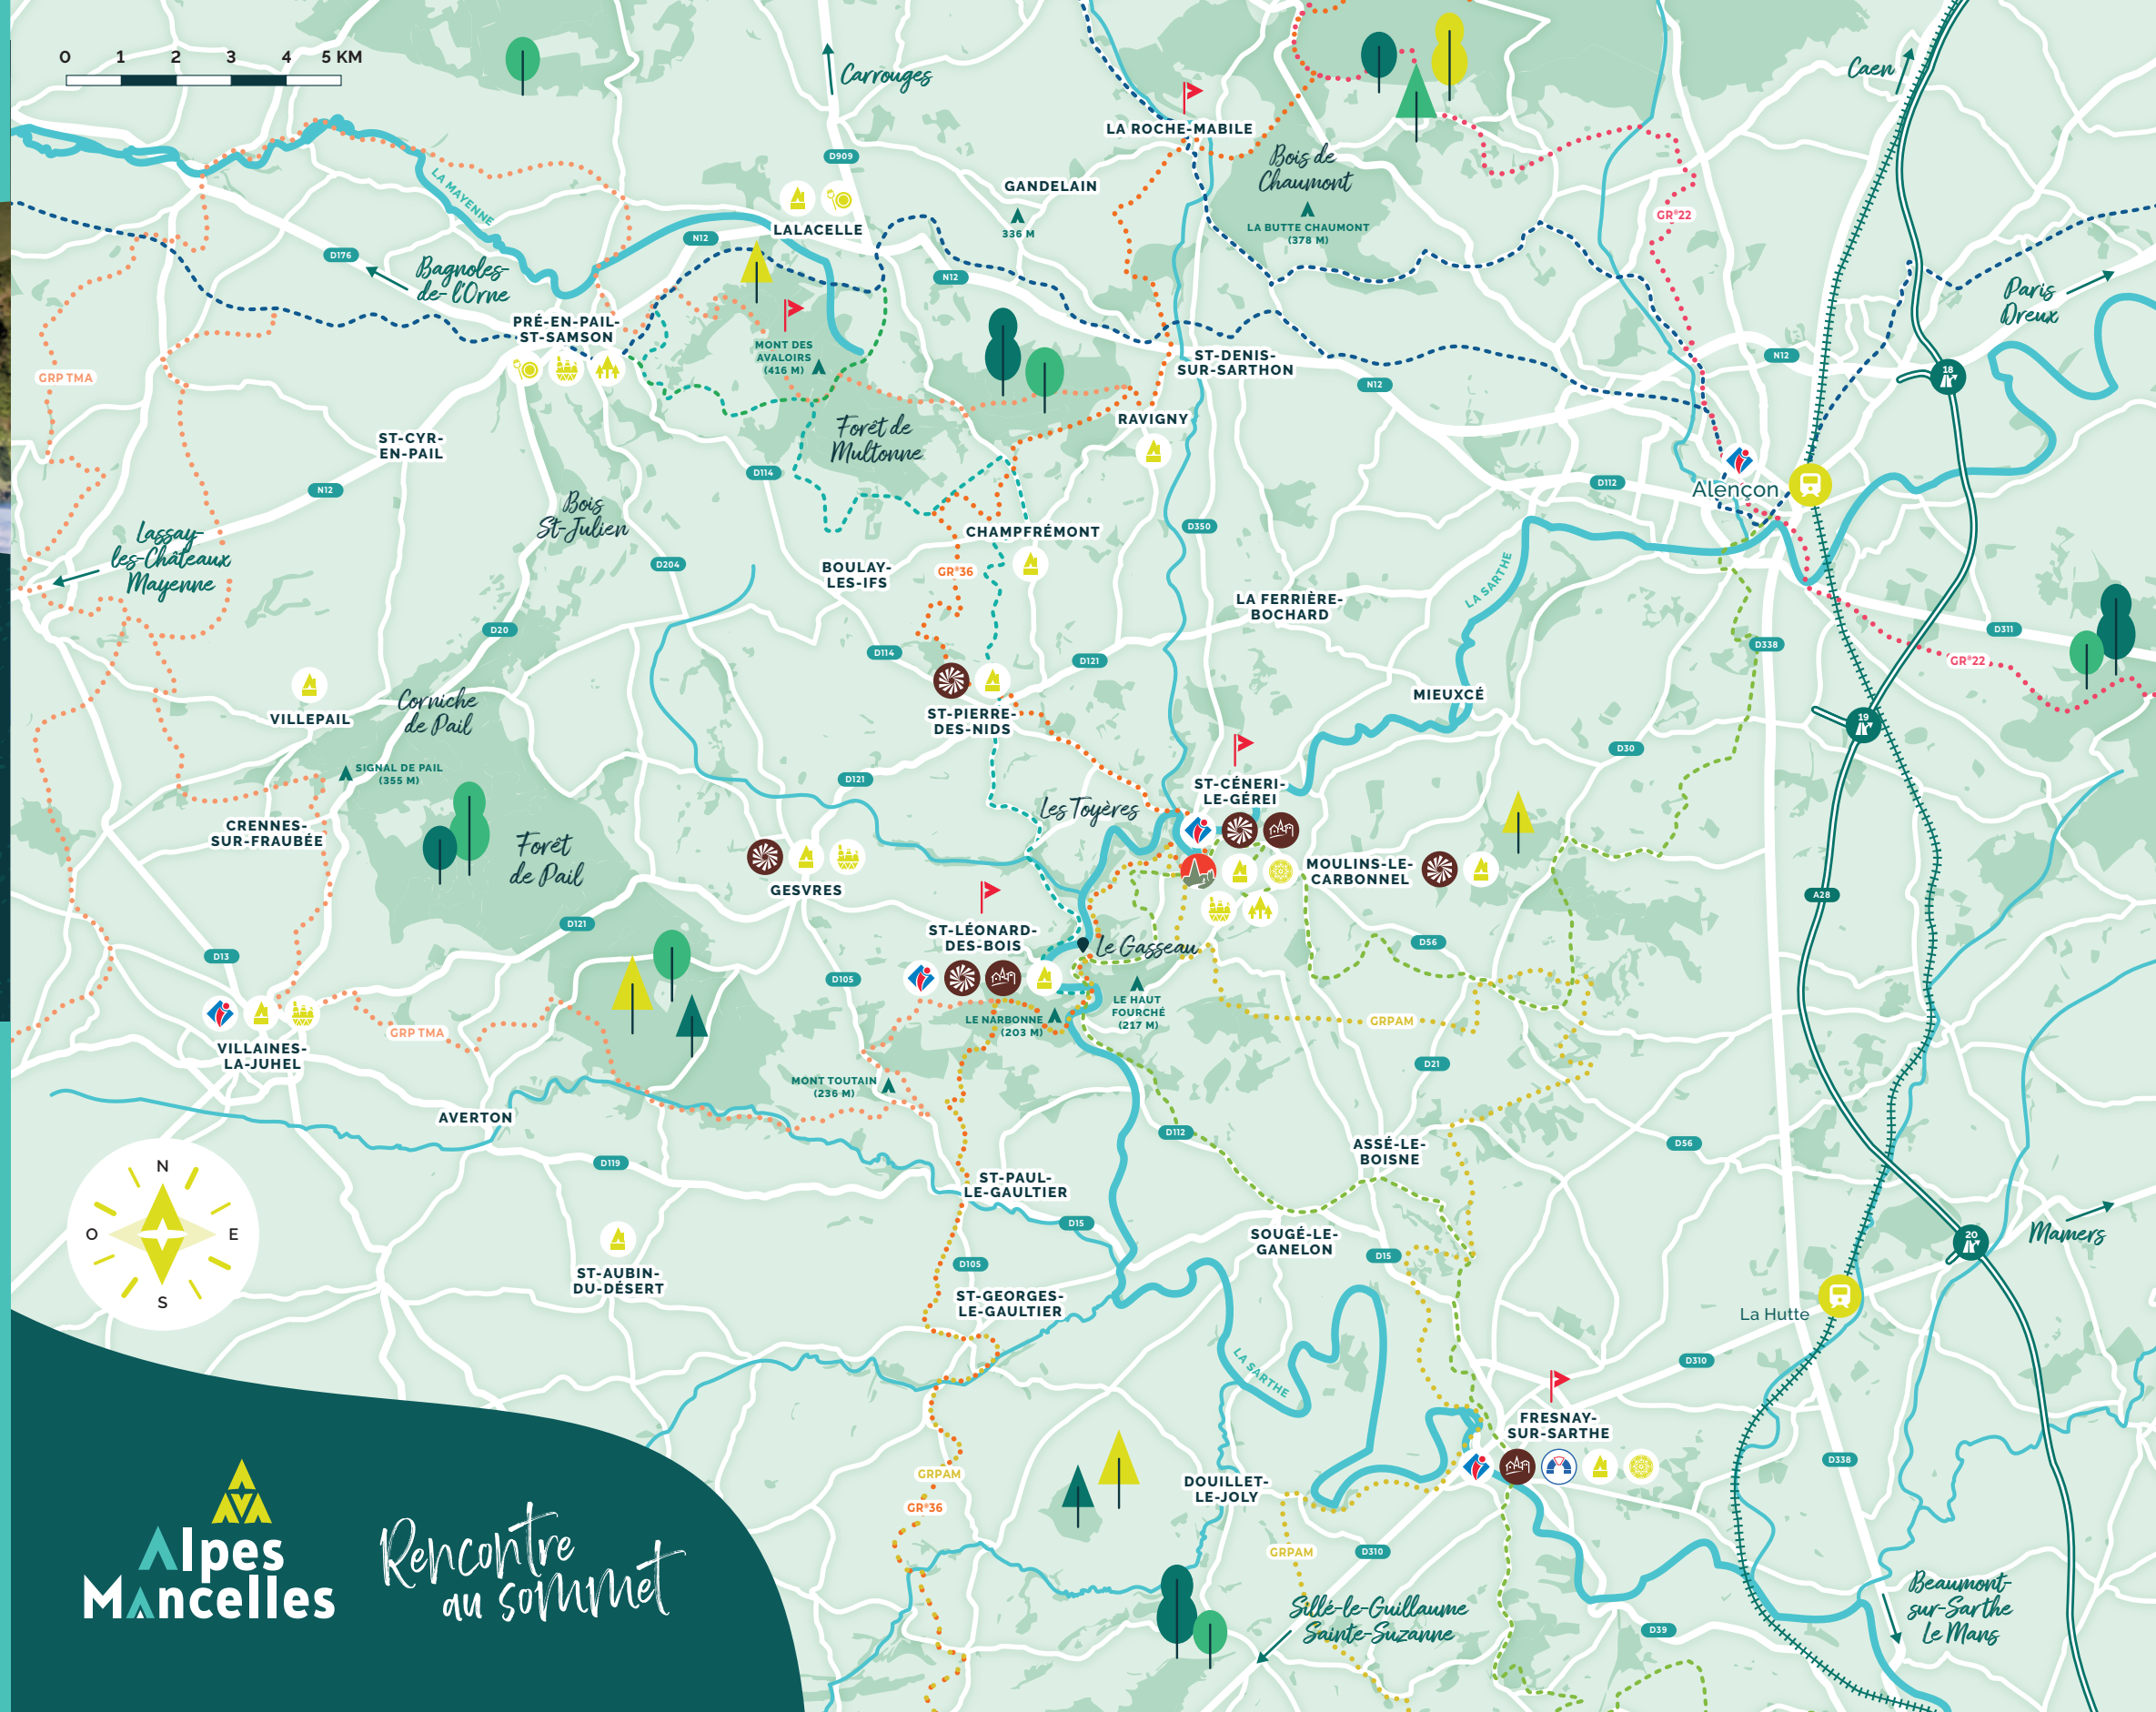 0 1 2 3 4 5 KM
Carrouges
Caen
LA ROCHE-MABILE
D909
Bois de
Chaumont
GANDELAIN
336 M
LA BUTTE CHAUMONT
(378 M)
GR®22
LA MAYENNE
LALACELLE
N12
D176
Bagnoles-
de-l'Orne
N12
Paris
Dreux
PRÉ-EN-PAIL-
ST-SAMSON
MONT DES
AVALOIRS
(416 M)
ST-DENIS-
SUR-SARTHON
N12
N12
18
GRP TMA
RAVIGNY
Forêt de
Multonne
ST-CYR-
EN-PAIL
D114
N12
Alençon
D112
Bois
St-Julien
Lassay-
les-Châteaux
Mayenne
CHAMPFRÉMONT
D350
D204
BOULAY-
LES-IFS
GR®36
LA SARTHE
LA FERRIÈRE-
BOCHARD
D20
D114
D121
D338
D311
GR®22
VILLEPAIL
Corniche
de Pail
ST-PIERRE-
DES-NIDS
MIEUXCÉ
19
D30
SIGNAL DE PAIL
(355 M)
D121
ST-CÉNERI-
LE-GÉREI
Les Toyères
CRENNES-
SUR-FRAUBÉE
Forêt
de Pail
GESVRES
MOULINS-LE-
CARBONNEL
A28
D121
ST-LÉONARD-
DES-BOIS
Le Gasseau
D56
D13
D105
LE HAUT
FOURCHÉ
(217 M)
LE NARBONNE
(203 M)
GRPAM
GRP TMA
VILLAINES-
LA-JUHEL
D21
MONT TOUTAIN
(236 M)
AVERTON
D112
ASSÉ-LE-
BOISNE
D56
D119
N
O E
S
ST-PAUL-
LE-GAULTIER
D15
SOUGÉ-LE-
GANELON
D15
20
Mamers
ST-AUBIN-
DU-DÉSERT
D105
ST-GEORGES-
LE-GAULTIER
La Hutte
LA SARTHE
D310
FRESNAY-
SUR-SARTHE
D338
GRPAM
GR®36
DOUILLET-
LE-JOLY
GRPAM
D310
Alpes
Mancelles
Rencontre
au sommet
Sillé-le-Guillaume
Sainte-Suzanne
D39
Beaumont-
sur-Sarthe
Le Mans